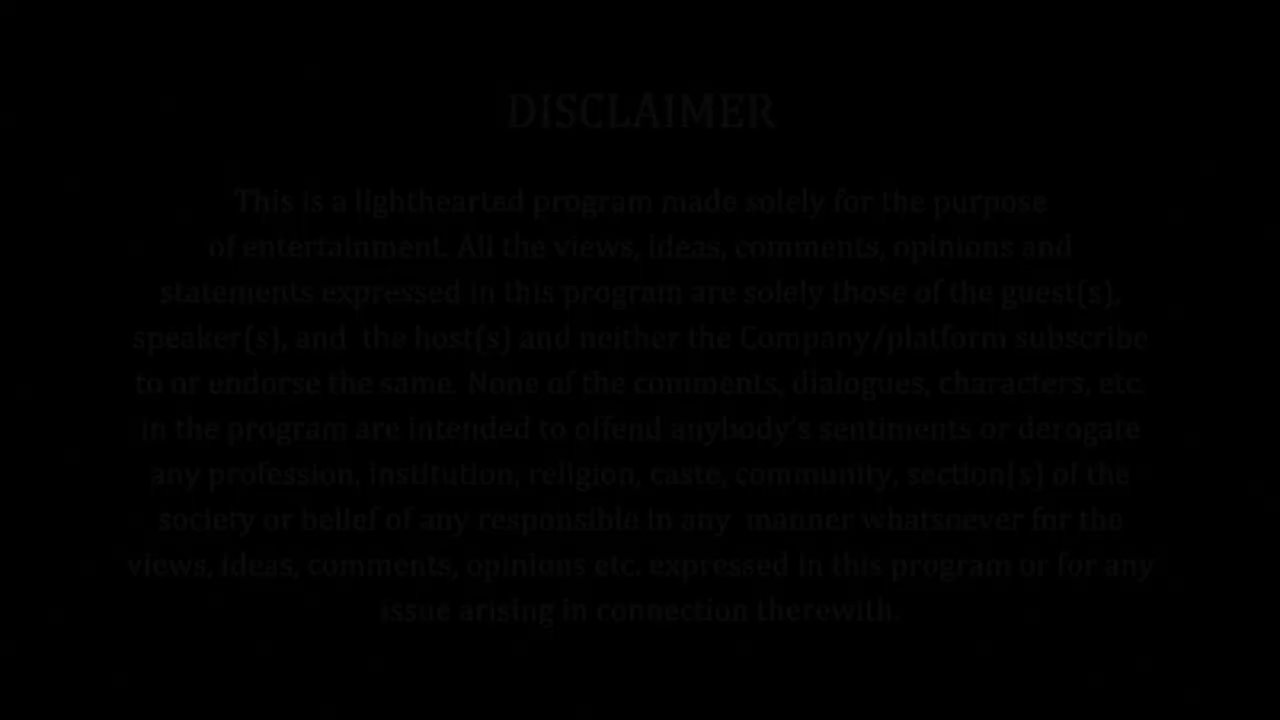 DISCLAIMER
This is a lighthearted program made solely for the purpose
of entertainment. All the views, ideas, comments, opinions and
statements expressed in this program are solely those of the guest(s),
speaker(s), and the host(s) and neither the Company/platform subscribe
to or endorse the same. None of the comments, dialogues, characters, etc.
in the program are intended to offend anybody's sentiments or derogate
any profession, institution, religion, caste, community, section(s) of the
society or belief of any responsible in any manner whatsoever for the
views, ideas, comments, opinions etc. expressed in this program or for any
issue arising in connection therewith.